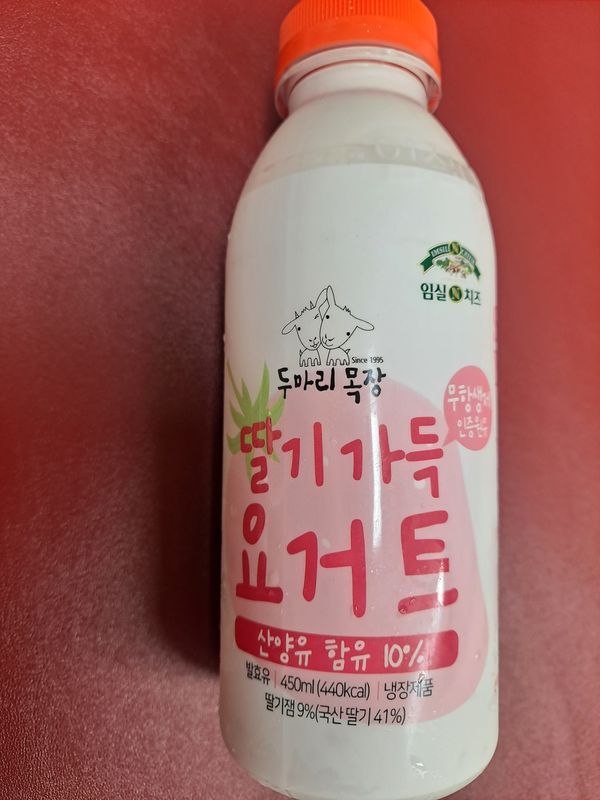 IMSIL N CHEESE
임실 N 치즈
Since 1995
두마리목장
무항생제
인증원유
딸기 가득
요거트
산양유 함유 10%
발효유 | 450ml (440kcal) | 냉장제품
딸기잼 9%(국산 딸기 41%)